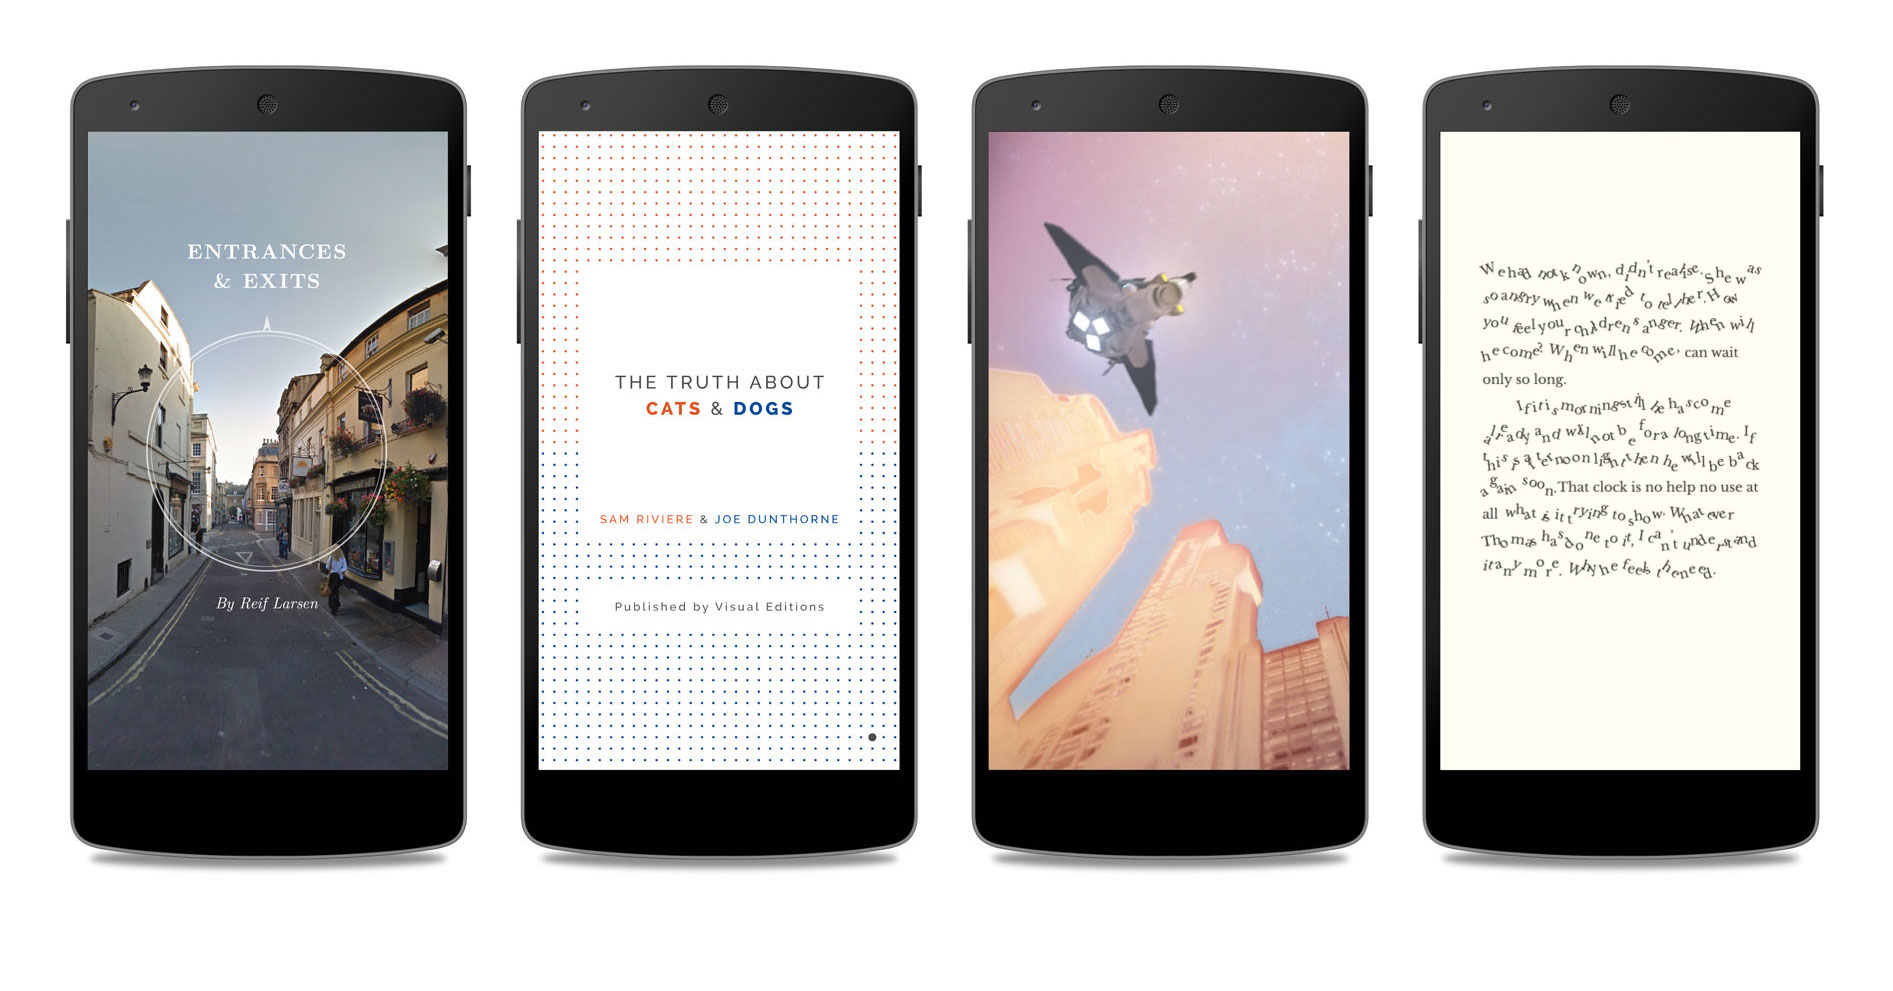 ENTRANCES
& EXITS
By Reif Larsen
THE TRUTH ABOUT
CATS & DOGS
SAM RIVIERE & JOE DUNTHORNE
Published by Visual Editions
We had not known, didn't realise. She was
so angry when we tried to tell her. How
you feel your children's anger. When will
he come? When will he come, can wait
only so long.
If it is morning still he has come
already and will not be for a long time. If
this is afternoon light then he will be back
again soon. That clock is no help no use at
all what is it trying to show. Whatever
Thomas has done to it, I can't understand
it any more. Why he feels the need.